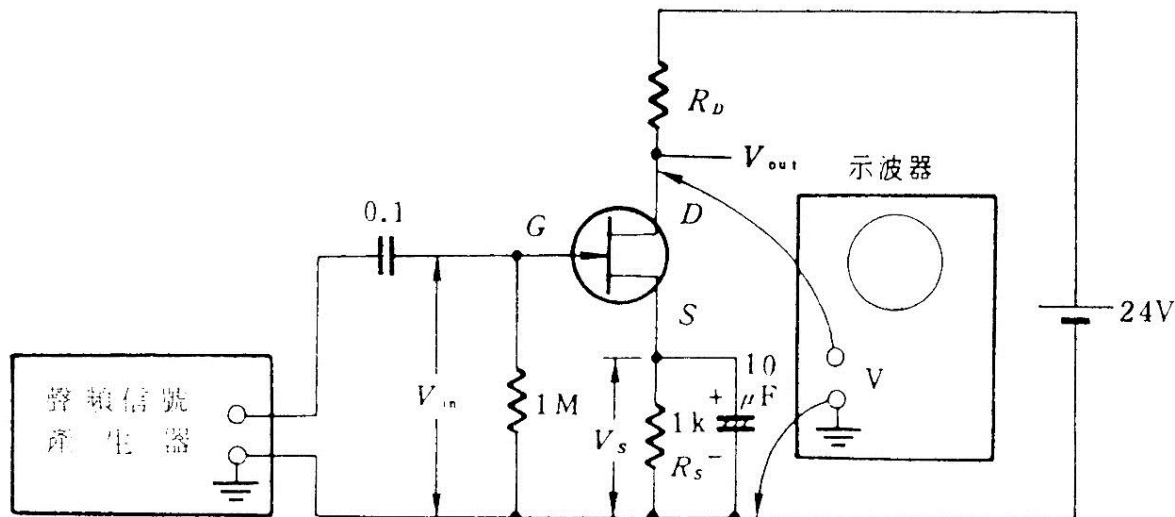 R_D
V_out
示波器
0.1
G
D
S
24V
聲頻信號
產生器
V_in
1M
V_s
1k
R_s
+
10
μF
-
V